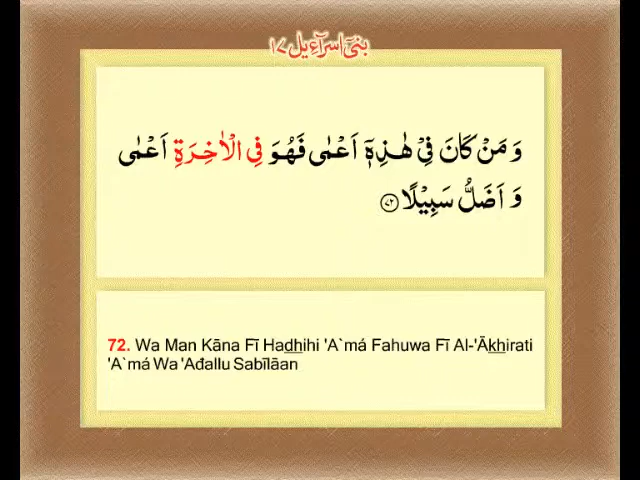 بنیٓ اسرآءیل ١٧
وَ مَنْ كَانَ فِیْ هٰذِهٖۤ اَعْمٰی فَهُوَ فِی الْاٰخِرَةِ اَعْمٰی
وَ اَضَلُّ سَبِیْلًا ﴿۷۲﴾
72. Wa Man Kāna Fī Hadhihi 'A`má Fahuwa Fī Al-'Ākhirati
'A`má Wa 'Ađallu Sabīlāan